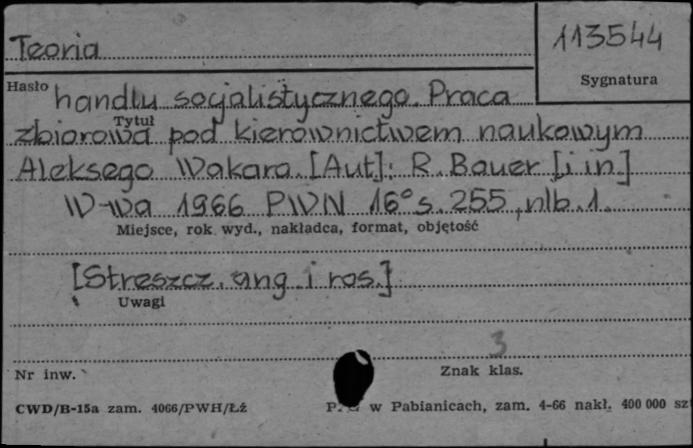 Teoria
113544
Sygnatura
Hasło
handlu socjalistycznego. Praca
Tytuł
zbiorowa pod kierownictwem naukowym
Aleksego Wakara. [Aut]: R. Bauer [i in]
W-wa 1966 PWN 16° s. 255, nlb. 1.
Miejsce, rok wyd., nakładca, format, objętość
[Streszcz. ang. i ros.]
Uwagi
3
Nr inw.
Znak klas.
CWD/B-15a zam. 4066/PWH/Łż
w Pabianicach, zam. 4-66 nakł. 400 000 szt